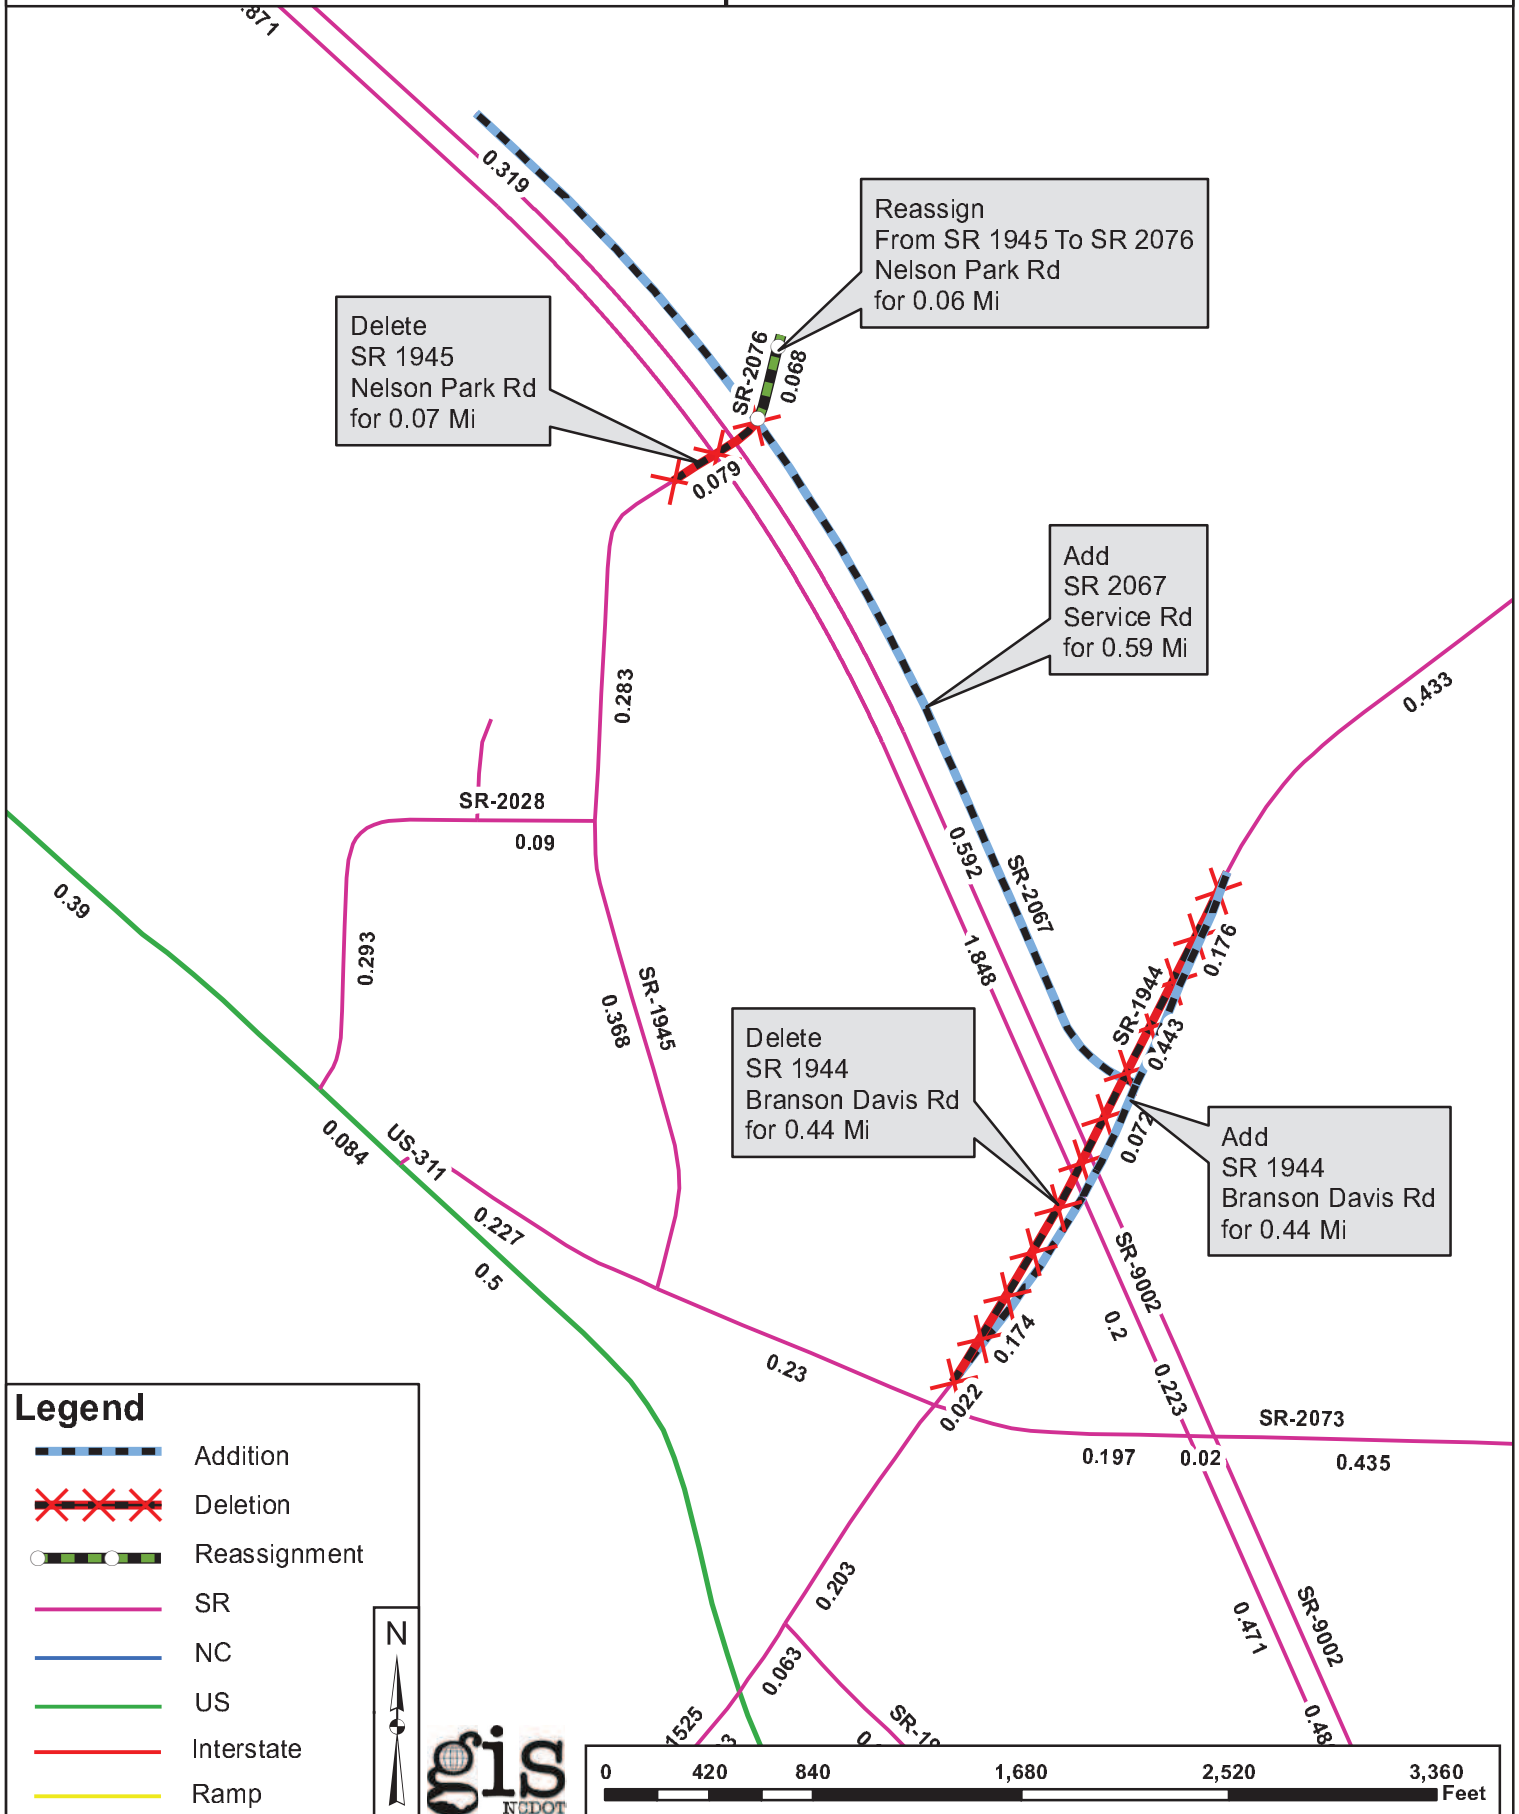 .871
0.319
Reassign
From SR 1945 To SR 2076
Nelson Park Rd
for 0.06 Mi
Delete
SR 1945
Nelson Park Rd
for 0.07 Mi
SR-2076
0.068
0.079
Add
SR 2067
Service Rd
for 0.59 Mi
0.433
0.283
SR-2028
0.09
0.39
0.293
SR-1945
0.368
0.592
SR-2067
1.848
0.176
SR-1944
0.443
Delete
SR 1944
Branson Davis Rd
for 0.44 Mi
0.072
Add
SR 1944
Branson Davis Rd
for 0.44 Mi
0.084
US-311
0.227
0.5
SR-9002
0.2
0.174
0.23
0.022
0.223
SR-2073
0.197
0.02
0.435
0.203
0.063
0.471
SR-9002
0.48
1525
SR-19
Legend
Addition
Deletion
Reassignment
SR
NC
US
Interstate
Ramp
N
gis
NCDOT
0 420 840 1,680 2,520 3,360
Feet